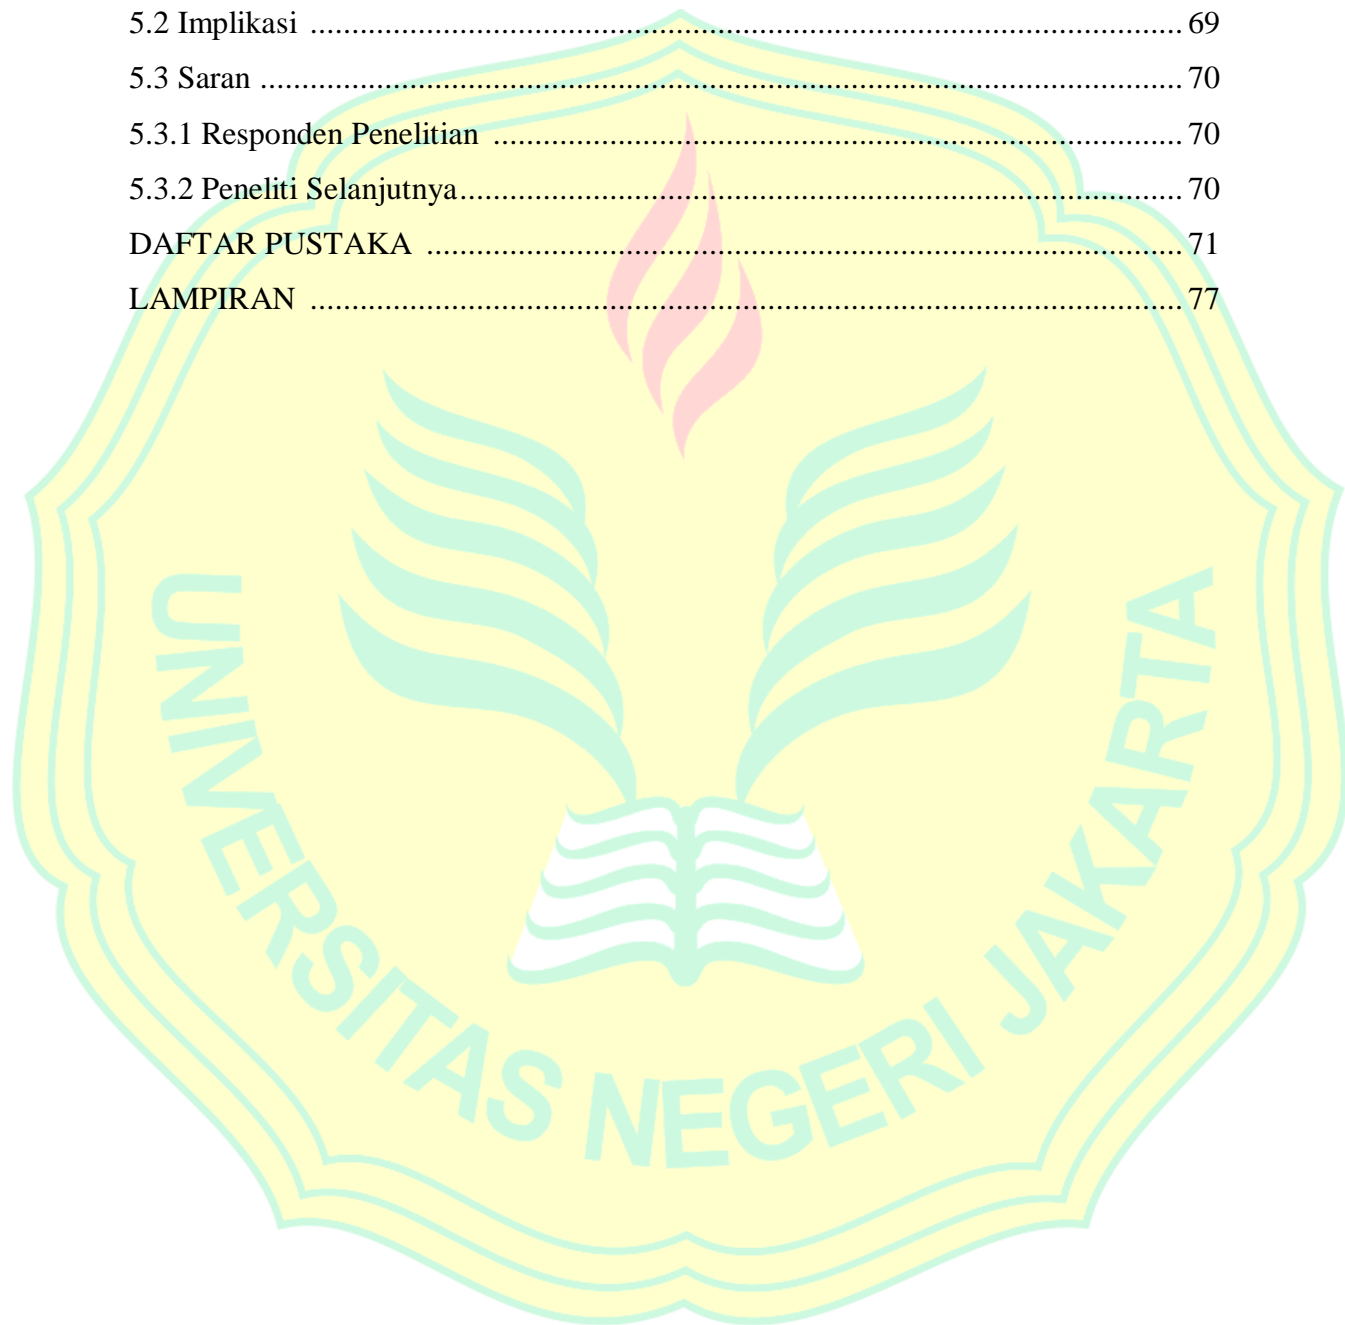 5.2 Implikasi ........................................................................................................ 69
5.3 Saran .............................................................................................................. 70
5.3.1 Responden Penelitian .................................................................................. 70
5.3.2 Peneliti Selanjutnya...................................................................................... 70
DAFTAR PUSTAKA .......................................................................................... 71
LAMPIRAN ........................................................................................................ 77
UNIVERSITAS NEGERI JAKARTA